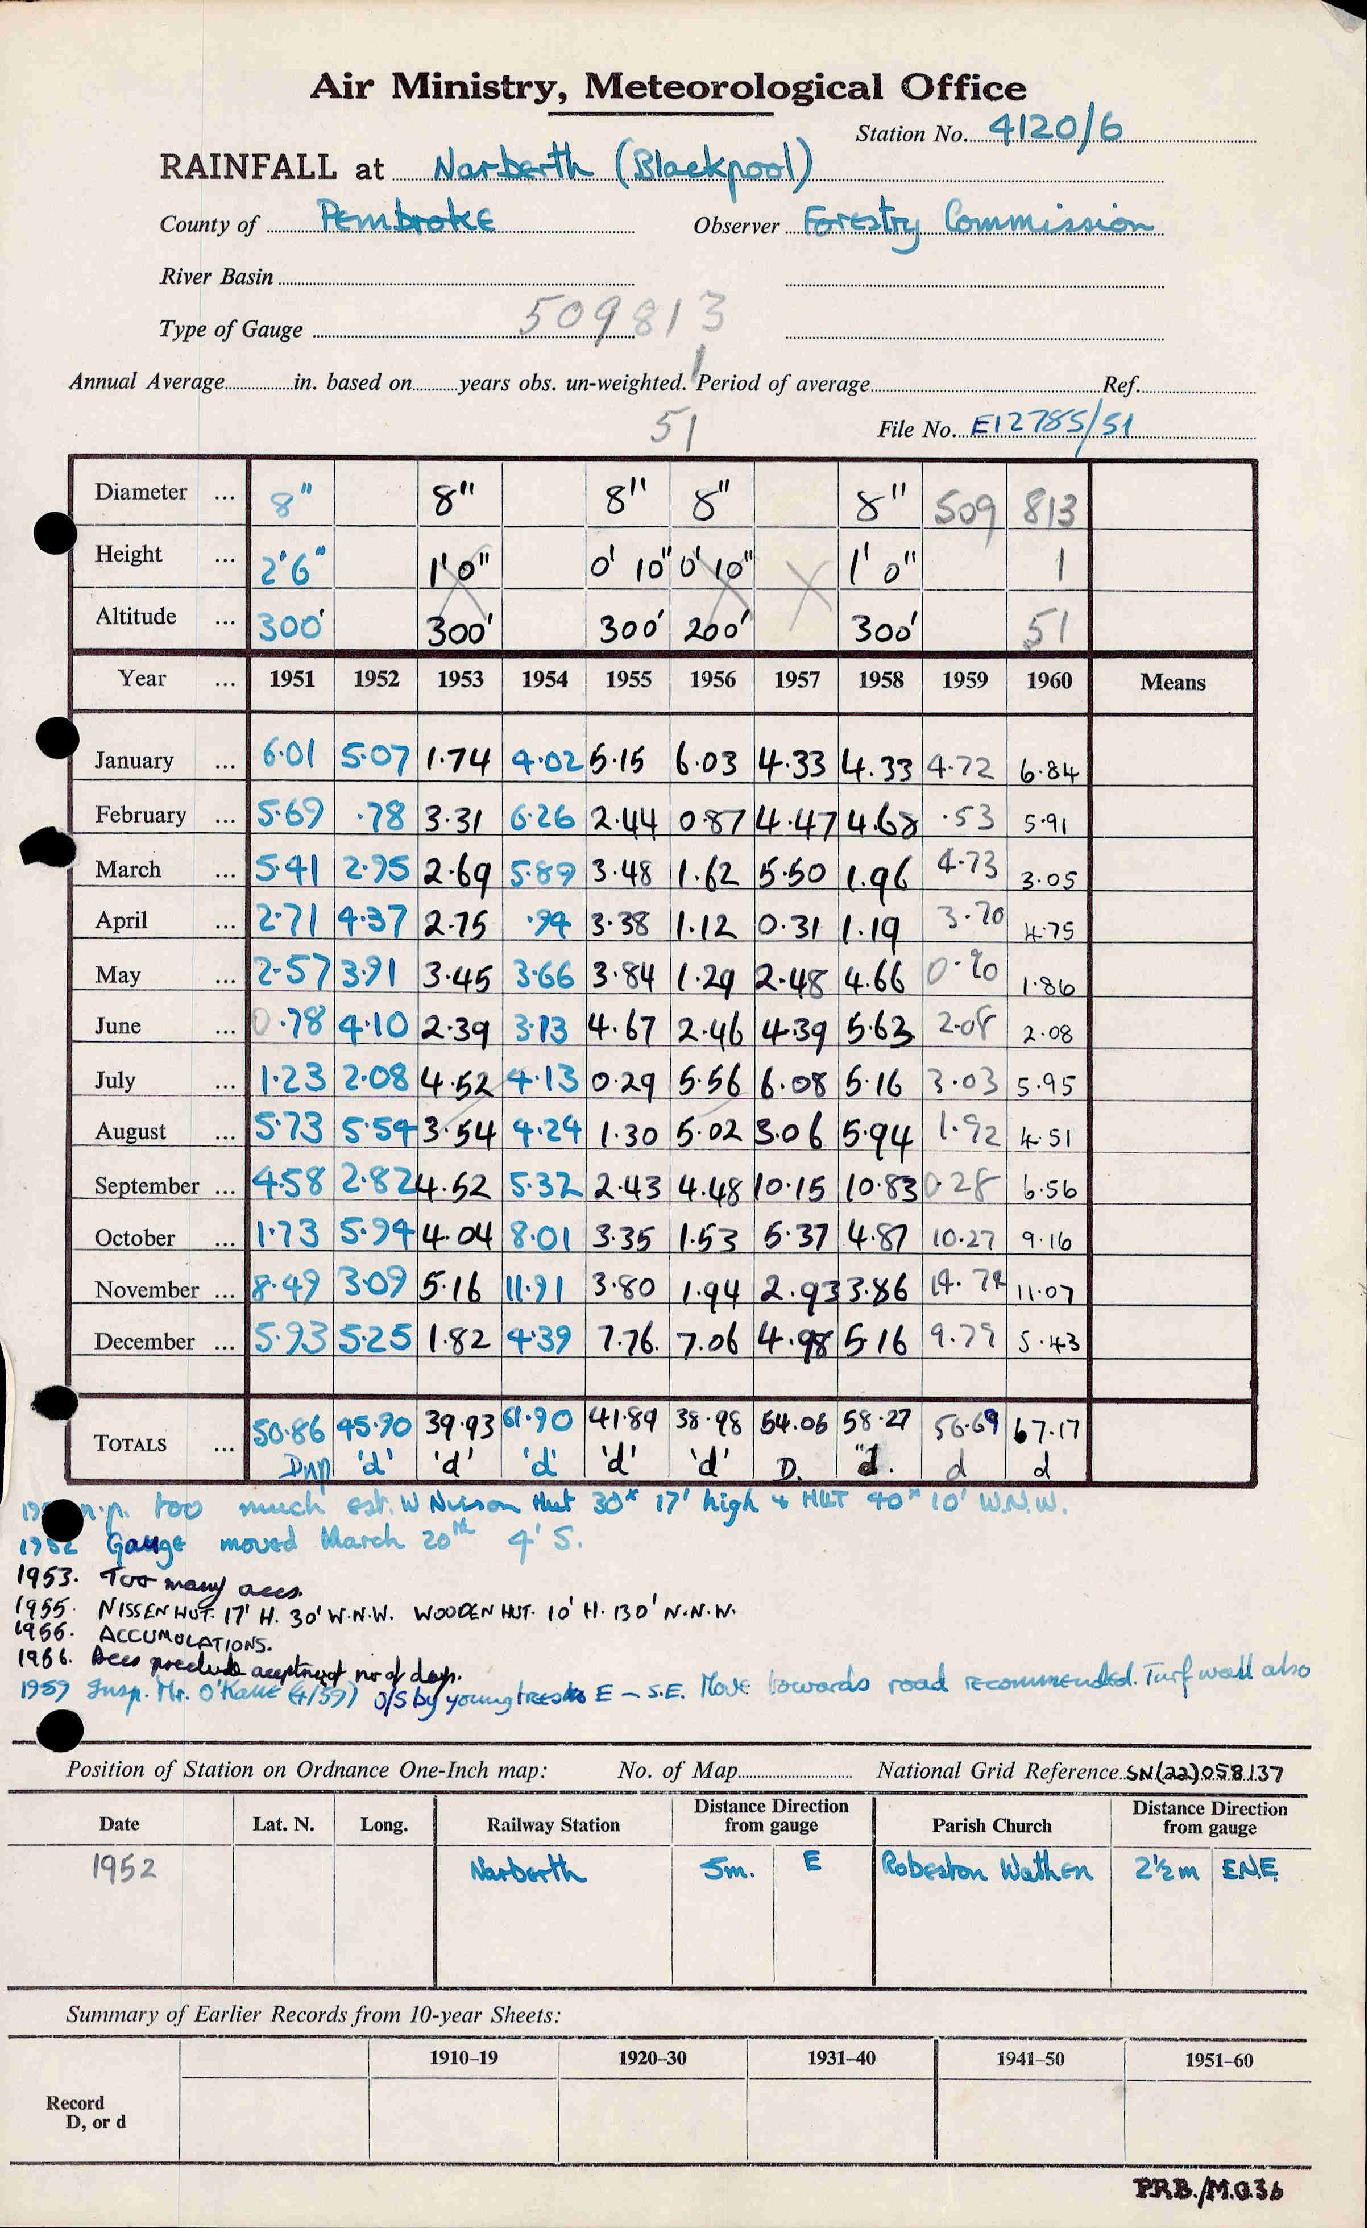 Air Ministry, Meteorological Office
Station No. 4120/6
RAINFALL at Narberth (Blackpool)
County of Pembroke Observer Forestry Commission
River Basin
Type of Gauge 509813
1
Annual Average in. based on years obs. un-weighted. Period of average Ref.
51 File No. E12785/51
Diameter ... 8" 8" 8" 8" 8" 509 813
Height ... 2'6" 1'0" 0' 10" 0' 10" 1' 0" 1
Altitude ... 300' 300' 300' 200' 300' 51
Year ... 1951 1952 1953 1954 1955 1956 1957 1958 1959 1960 Means
January ... 6.01 5.07 1.74 4.02 5.15 6.03 4.33 4.33 4.72 6.84
February ... 5.69 .78 3.31 6.26 2.44 0.87 4.47 4.68 .53 5.91
March ... 5.41 2.95 2.69 5.89 3.48 1.62 5.50 1.96 4.73 3.05
April ... 2.71 4.37 2.75 .94 3.38 1.12 0.31 1.19 3.70 4.75
May ... 2.57 3.91 3.45 3.66 3.84 1.29 2.48 4.66 0.90 1.86
June ... 0.78 4.10 2.39 3.13 4.67 2.46 4.39 5.63 2.08 2.08
July ... 1.23 2.08 4.52 4.13 0.29 5.56 6.08 5.16 3.03 5.95
August ... 5.73 5.54 3.54 4.24 1.30 5.02 3.06 5.94 1.92 4.51
September ... 4.58 2.82 4.52 5.32 2.43 4.48 10.15 10.83 0.28 6.56
October ... 1.73 5.94 4.04 8.01 3.35 1.53 5.37 4.87 10.27 9.16
November ... 8.49 3.09 5.16 11.91 3.80 1.94 2.93 3.86 14.74 11.07
December ... 5.93 5.25 1.82 4.39 7.76. 7.06 4.98 5.16 9.79 5.43
TOTALS ... 50.86 45.90 39.93 61.90 41.89 38.98 54.05 58.27 56.69 67.17
Dnp 'd' 'd' 'd' 'd' 'd' D. d. d d
n.p. too much est. W Nissen Hut 30x 17' high & HUT 40x 10' W.N.W.
1952 Gauge moved March 20th 4' S.
1953. Too many accs.
1955. NISSEN HUT. 17' H. 30' W.N.W. WOODEN HUT. 10' H. 130' N.N.W.
1956. ACCUMULATIONS.
1956. Accs preclude acceptance of no of days.
1959 Insp. Mr. O'Kane (4/59) O/S by young trees to E - S.E. Move towards road recommended. Turf wall also
Position of Station on Ordnance One-Inch map: No. of Map National Grid Reference SN(22)058137
Date Lat. N. Long. Railway Station Distance Direction from gauge Parish Church Distance Direction from gauge
1952 Narberth 5m. E Robeston Wathen 2½m E.N.E.
Summary of Earlier Records from 10-year Sheets:
1910–19 1920–30 1931–40 1941–50 1951–60
Record
D, or d
P.R.B./M.O.36